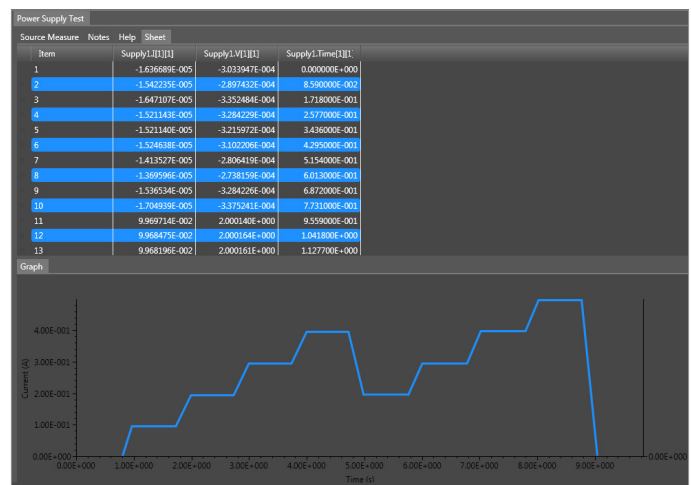 Power Supply Test
Source Measure Notes Help Sheet
Item Supply1.I[1][1] Supply1.V[1][1] Supply1.Time[1][1]
1 -1.636689E-005 -3.033947E-004 0.000000E+000
2 -1.542235E-005 -2.897432E-004 8.590000E-002
3 -1.647107E-005 -3.352484E-004 1.718000E-001
4 -1.521143E-005 -3.284229E-004 2.577000E-001
5 -1.521140E-005 -3.215972E-004 3.436000E-001
6 -1.524638E-005 -3.102206E-004 4.295000E-001
7 -1.413527E-005 -2.806419E-004 5.154000E-001
8 -1.369596E-005 -2.738159E-004 6.013000E-001
9 -1.536534E-005 -3.284226E-004 6.872000E-001
10 -1.704939E-005 -3.375241E-004 7.731000E-001
11 9.969714E-002 2.000140E+000 9.559000E-001
12 9.968475E-002 2.000164E+000 1.041800E+000
13 9.968196E-002 2.000161E+000 1.127700E+000
Graph
4.00E-001
3.00E-001
2.00E-001
1.00E-001
0.00E+000
Current (A)
0.00E+000
0.00E+000 1.00E+000 2.00E+000 3.00E+000 4.00E+000 5.00E+000 6.00E+000 7.00E+000 8.00E+000 9.00E+000
Time (s)